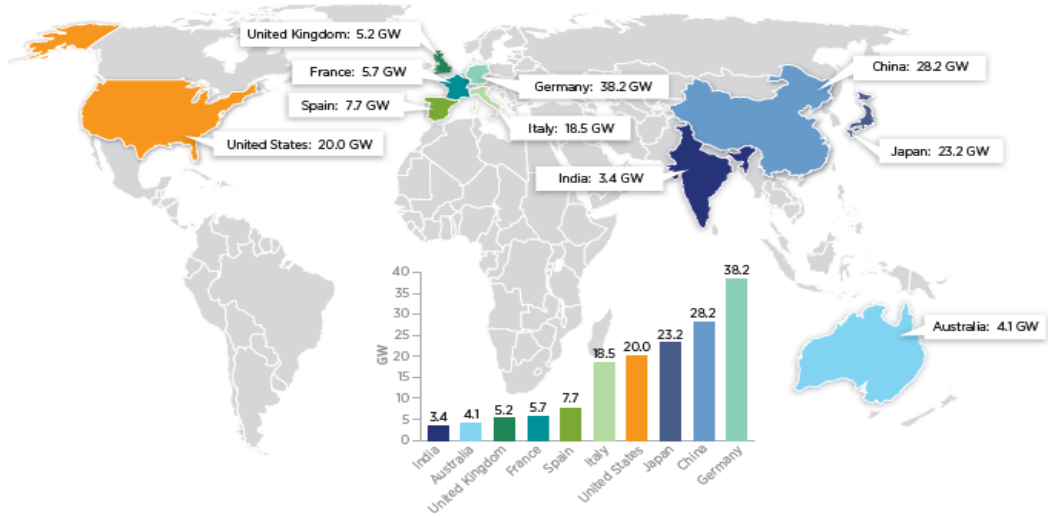 United Kingdom: 5.2 GW
France: 5.7 GW
Spain: 7.7 GW
United States: 20.0 GW
Germany: 38.2 GW
Italy: 18.5 GW
India: 3.4 GW
China: 28.2 GW
Japan: 23.2 GW
Australia: 4.1 GW
GW
40
35
30
25
20
15
10
5
0
3.4
4.1
5.2
5.7
7.7
18.5
20.0
23.2
28.2
38.2
India
Australia
United Kingdom
France
Spain
Italy
United States
Japan
China
Germany